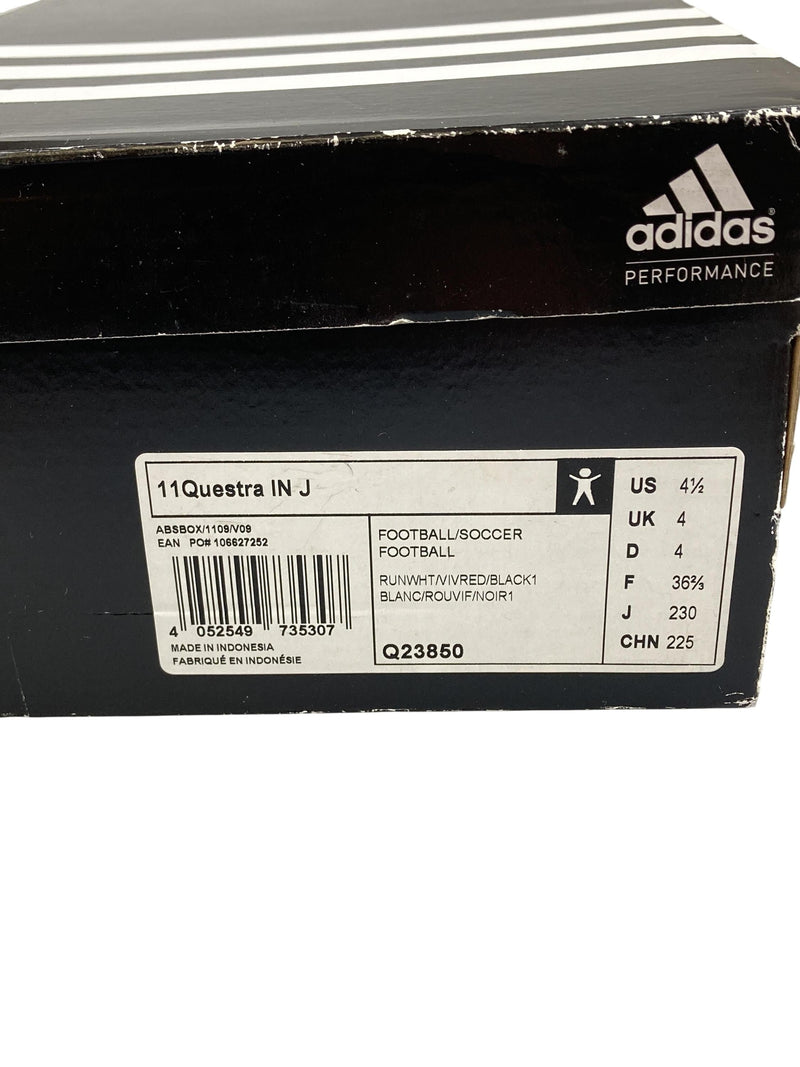 adidas®
PERFORMANCE
11Questra IN J
ABSBOX/1109/V09
EAN PO# 106627252
4 052549 735307
MADE IN INDONESIA
FABRIQUÉ EN INDONÉSIE
FOOTBALL/SOCCER
FOOTBALL
RUNWHT/VIVRED/BLACK1
BLANC/ROUVIF/NOIR1
Q23850
US 4½
UK 4
D 4
F 36⅔
J 230
CHN 225